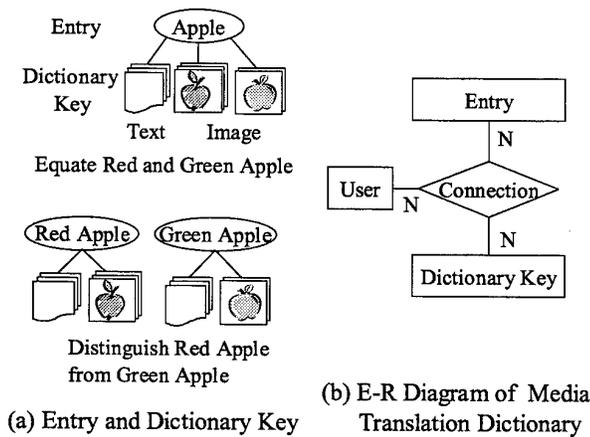 Entry
Apple
Dictionary
Key
Text
Image
Equate Red and Green Apple
Red Apple
Green Apple
Distinguish Red Apple
from Green Apple
(a) Entry and Dictionary Key
Entry
N
User
N
Connection
N
Dictionary Key
(b) E-R Diagram of Media
Translation Dictionary